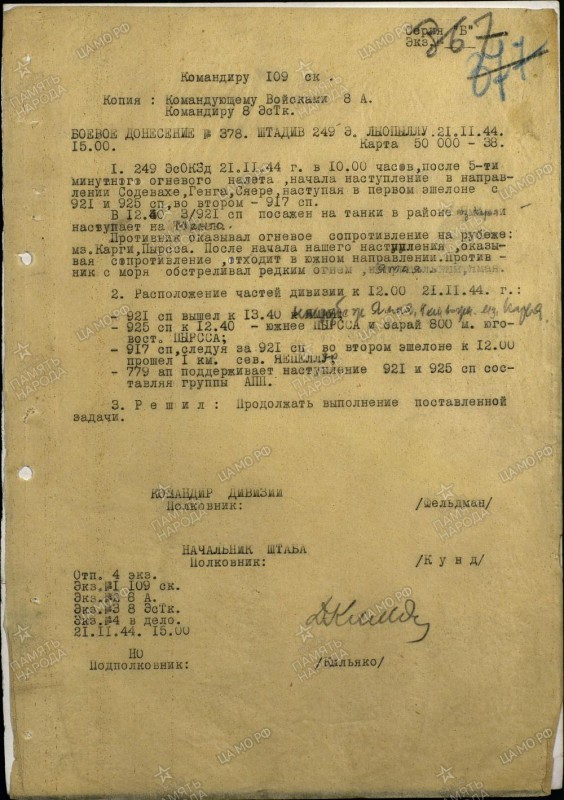 Серия "Б"
Экз.
867
Командиру 109 ск.
Копия : Командующему Войсками 8 А.
Командиру 8 ЭсТк.
БОЕВОЕ ДОНЕСЕНИЕ № 378. ШТАДИВ 249 Э. ЛЫОПЫЛЛУ.21.11.44.
15.00. Карта 50 000 - 38.
1. 249 ЭсОКЗд 21.11.44 г. в 10.00 часов,после 5-ти
минутного огневого налета ,начала наступление в направ-
лении Содевахе,Генга,Сяере,наступая в первом эшелоне с
921 и 925 сп,во втором - 917 сп.
В 12.40 3/921 сп посажен на танки в районе
наступает на
Противник оказывал огневое сопротивление на рубеже:
мз.Карги,Пырсса. После начала нашего наступления ,оказы-
вая сопротивление ,отходит в южном направлении.Против -
ник с моря обстреливал редким огнем
2. Расположение частей дивизии к 12.00 21.11.44 г.:
- 921 сп вышел к 13.40
- 925 сп к 12.40 - южнее ПЫРССА и сарай 800 м. юго-
вост. ПЫРССА;
- 917 сп,следуя за 921 сп во втором эшелоне к 12.00
прошел 1 км. сев. ЯЕПЕЛЛУ?
- 779 ап поддерживает наступление 921 и 925 сп сос-
тавляя группы АПП.
3. Р е ш и л : Продолжать выполнение поставленной
задачи.
КОМАНДИР ДИВИЗИИ
Полковник: /Фельдман/
НАЧАЛЬНИК ШТАБА
Полковник: /К у н д/
Отп. 4 экз.
Экз.№1 109 ск.
Экз.№2 8 А.
Экз.№3 8 ЭсТк.
Экз.№4 в дело.
21.11.44. 15.00
НО
Подполковник: /Кильнко/